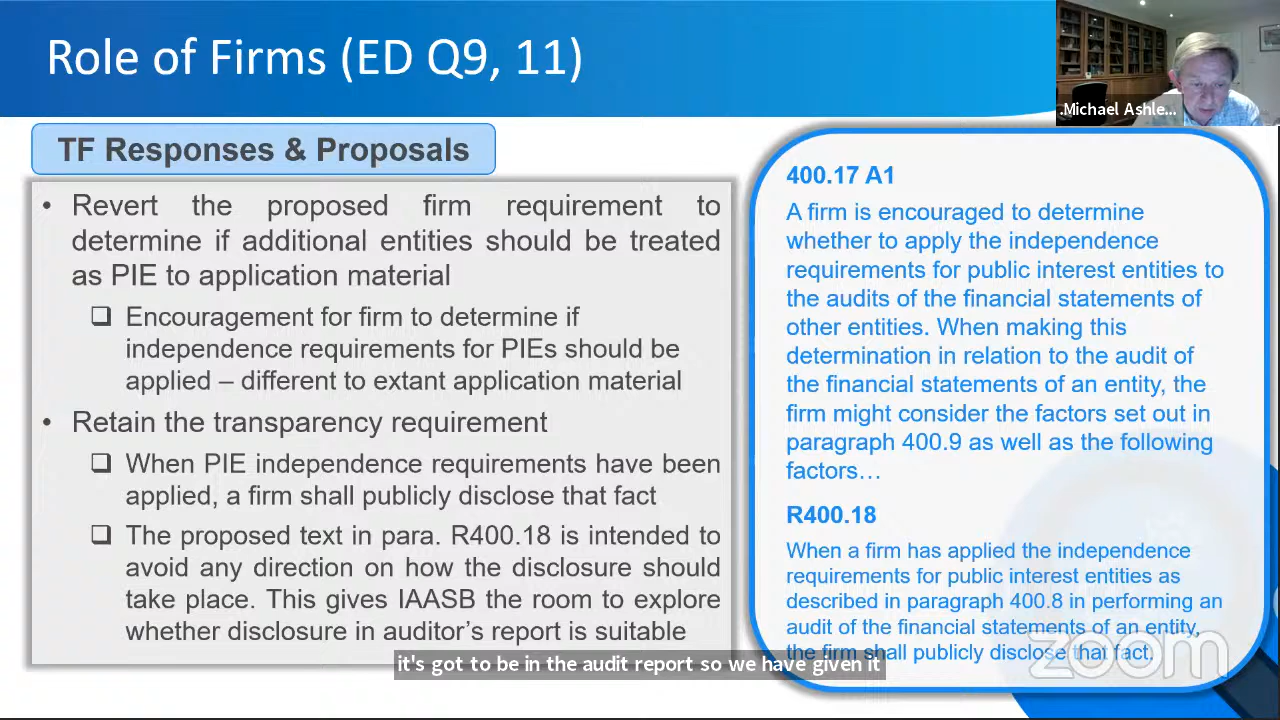 Role of Firms (ED Q9, 11)
.Michael Ashle...
TF Responses & Proposals
• Revert the proposed firm requirement to
determine if additional entities should be treated
as PIE to application material
❑ Encouragement for firm to determine if
independence requirements for PIEs should be
applied – different to extant application material
• Retain the transparency requirement
❑ When PIE independence requirements have been
applied, a firm shall publicly disclose that fact
❑ The proposed text in para. R400.18 is intended to
avoid any direction on how the disclosure should
take place. This gives IAASB the room to explore
whether disclosure in auditor’s report is suitable
400.17 A1
A firm is encouraged to determine
whether to apply the independence
requirements for public interest entities to
the audits of the financial statements of
other entities. When making this
determination in relation to the audit of
the financial statements of an entity, the
firm might consider the factors set out in
paragraph 400.9 as well as the following
factors…
R400.18
When a firm has applied the independence
requirements for public interest entities as
described in paragraph 400.8 in performing an
audit of the financial statements of an entity,
the firm shall publicly disclose that fact.
it's got to be in the audit report so we have given it
zoom